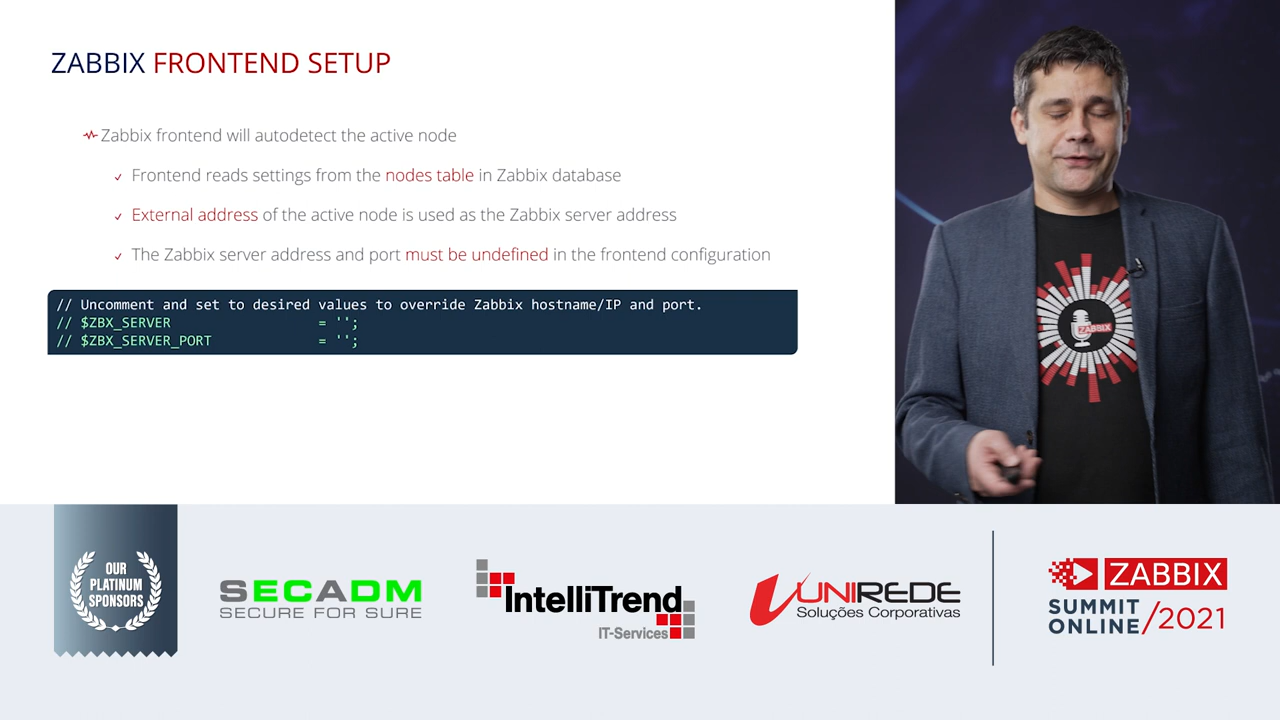 ZABBIX FRONTEND SETUP
Zabbix frontend will autodetect the active node
Frontend reads settings from the nodes table in Zabbix database
External address of the active node is used as the Zabbix server address
The Zabbix server address and port must be undefined in the frontend configuration
// Uncomment and set to desired values to override Zabbix hostname/IP and port.
// $ZBX_SERVER = '';
// $ZBX_SERVER_PORT = '';
ZABBIX
OUR
PLATINUM
SPONSORS
SECADM
SECURE FOR SURE
IntelliTrend
IT-Services
UNIREDE
Soluções Corporativas
ZABBIX
SUMMIT
ONLINE/2021